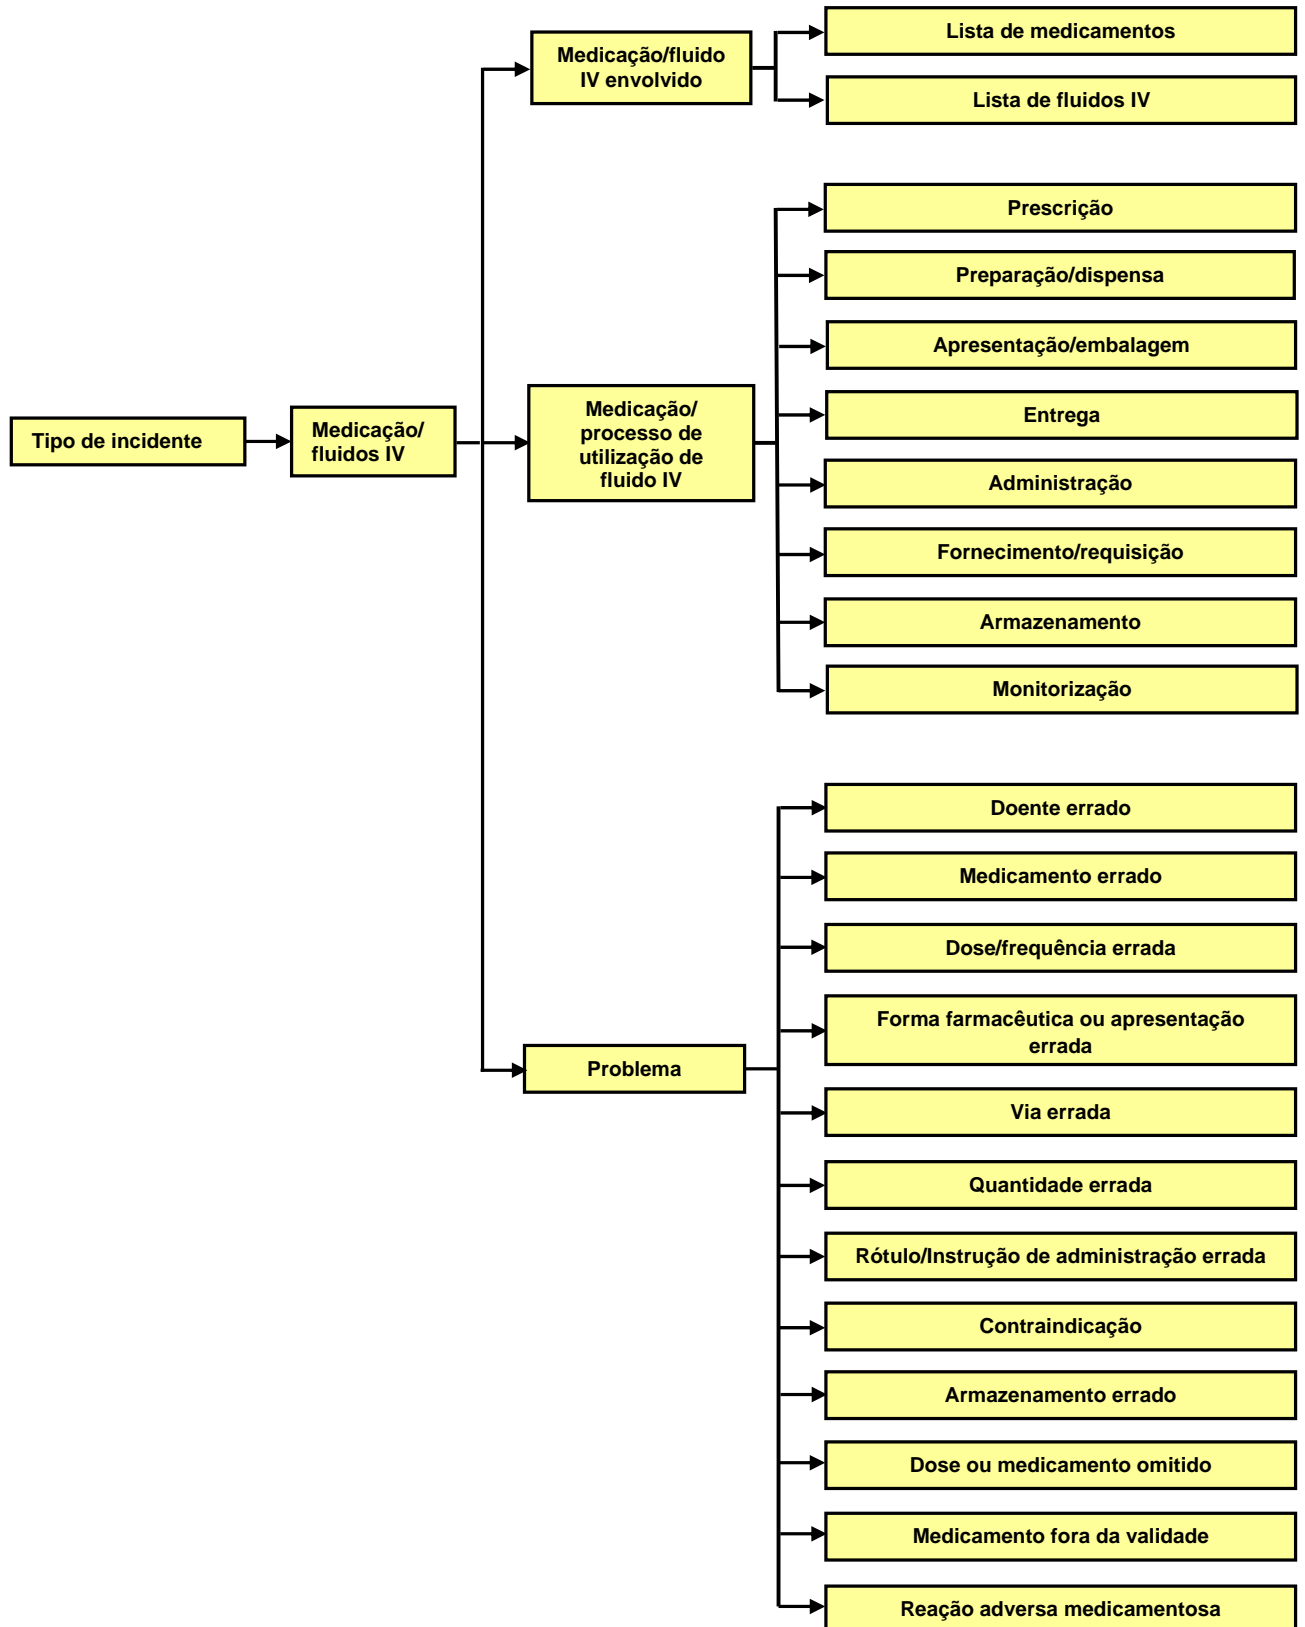 Tipo de incidente
Medicação/
fluidos IV
Medicação/fluido
IV envolvido
Lista de medicamentos
Lista de fluidos IV
Medicação/
processo de
utilização de
fluido IV
Prescrição
Preparação/dispensa
Apresentação/embalagem
Entrega
Administração
Fornecimento/requisição
Armazenamento
Monitorização
Problema
Doente errado
Medicamento errado
Dose/frequência errada
Forma farmacêutica ou apresentação
errada
Via errada
Quantidade errada
Rótulo/Instrução de administração errada
Contraindicação
Armazenamento errado
Dose ou medicamento omitido
Medicamento fora da validade
Reação adversa medicamentosa